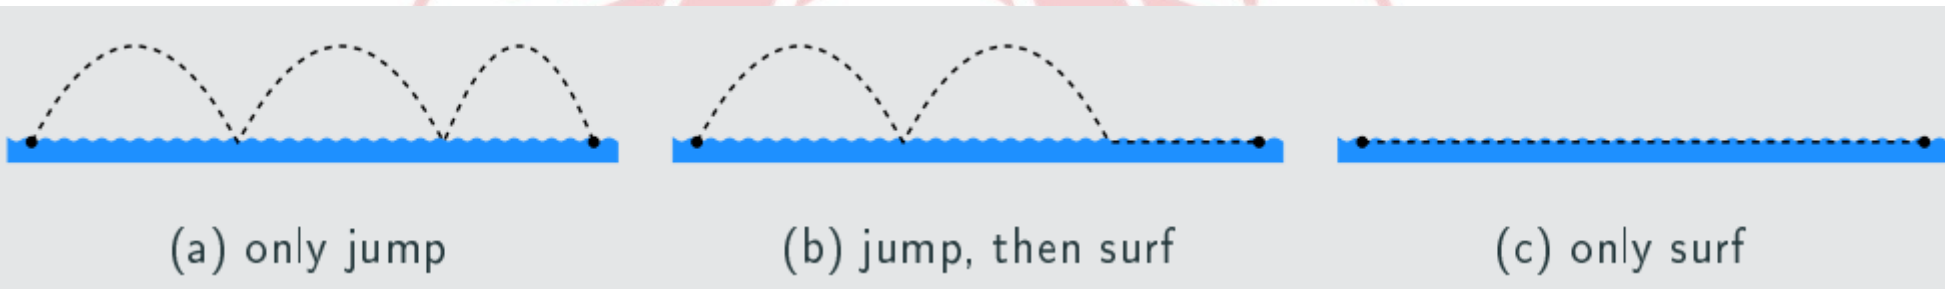 (a) only jump
(b) jump, then surf
(c) only surf